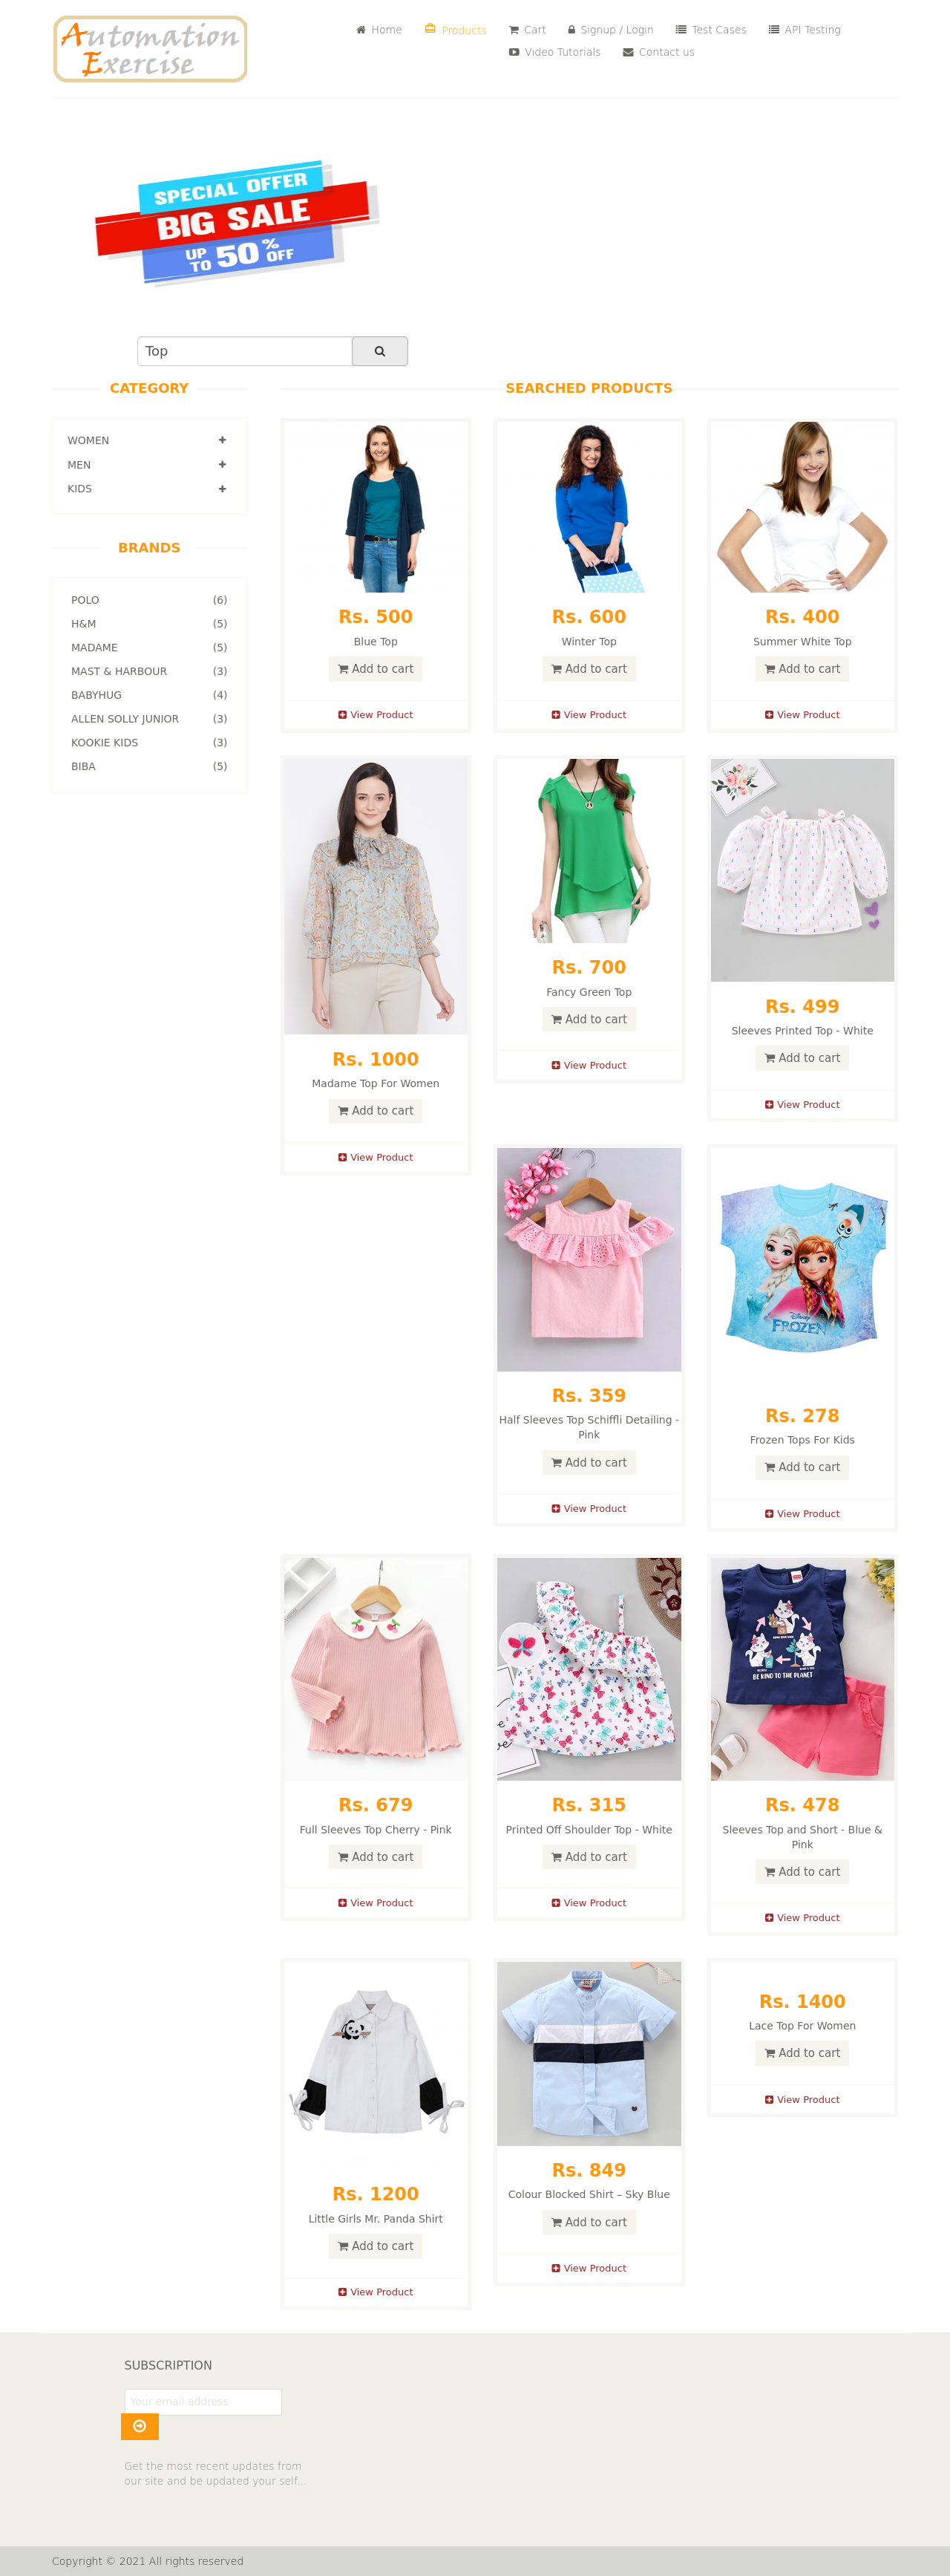 Automation
Exercise
Home
Products
Cart
Signup / Login
Test Cases
API Testing
Video Tutorials
Contact us
SPECIAL OFFER
BIG SALE
UP TO 50% OFF
Top
CATEGORY
WOMEN
MEN
KIDS
BRANDS
POLO (6)
H&M (5)
MADAME (5)
MAST & HARBOUR (3)
BABYHUG (4)
ALLEN SOLLY JUNIOR (3)
KOOKIE KIDS (3)
BIBA (5)
SEARCHED PRODUCTS
Rs. 500
Blue Top
Add to cart
View Product
Rs. 600
Winter Top
Add to cart
View Product
Rs. 400
Summer White Top
Add to cart
View Product
Rs. 1000
Madame Top For Women
Add to cart
View Product
Rs. 700
Fancy Green Top
Add to cart
View Product
Rs. 499
Sleeves Printed Top - White
Add to cart
View Product
Rs. 359
Half Sleeves Top Schiffli Detailing -
Pink
Add to cart
View Product
Disney
FROZEN
Rs. 278
Frozen Tops For Kids
Add to cart
View Product
Rs. 679
Full Sleeves Top Cherry - Pink
Add to cart
View Product
Rs. 315
Printed Off Shoulder Top - White
Add to cart
View Product
BE KIND TO THE PLANET
Rs. 478
Sleeves Top and Short - Blue &
Pink
Add to cart
View Product
Rs. 1200
Little Girls Mr. Panda Shirt
Add to cart
View Product
Rs. 849
Colour Blocked Shirt – Sky Blue
Add to cart
View Product
Rs. 1400
Lace Top For Women
Add to cart
View Product
SUBSCRIPTION
Your email address
Get the most recent updates from
our site and be updated your self...
Copyright © 2021 All rights reserved